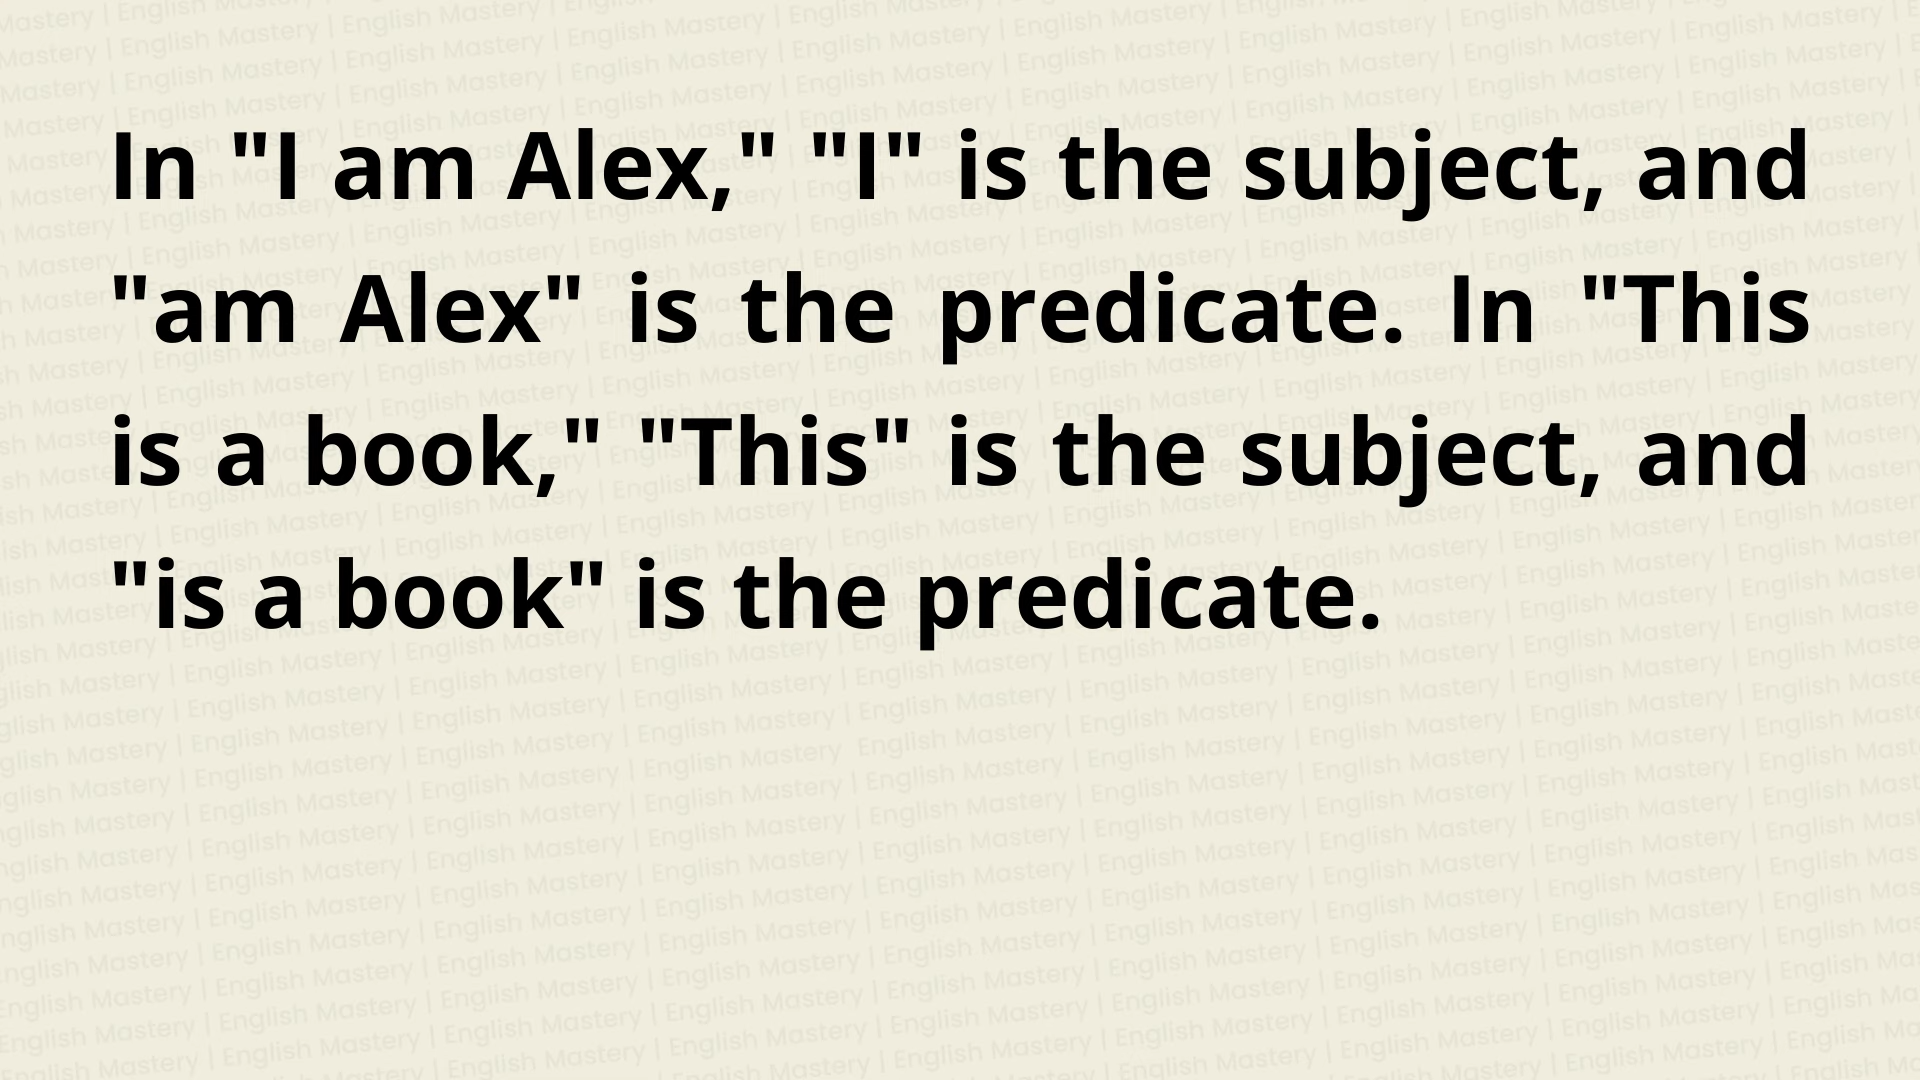 In "I am Alex," "I" is the subject, and
"am Alex" is the predicate. In "This
is a book," "This" is the subject, and
"is a book" is the predicate.